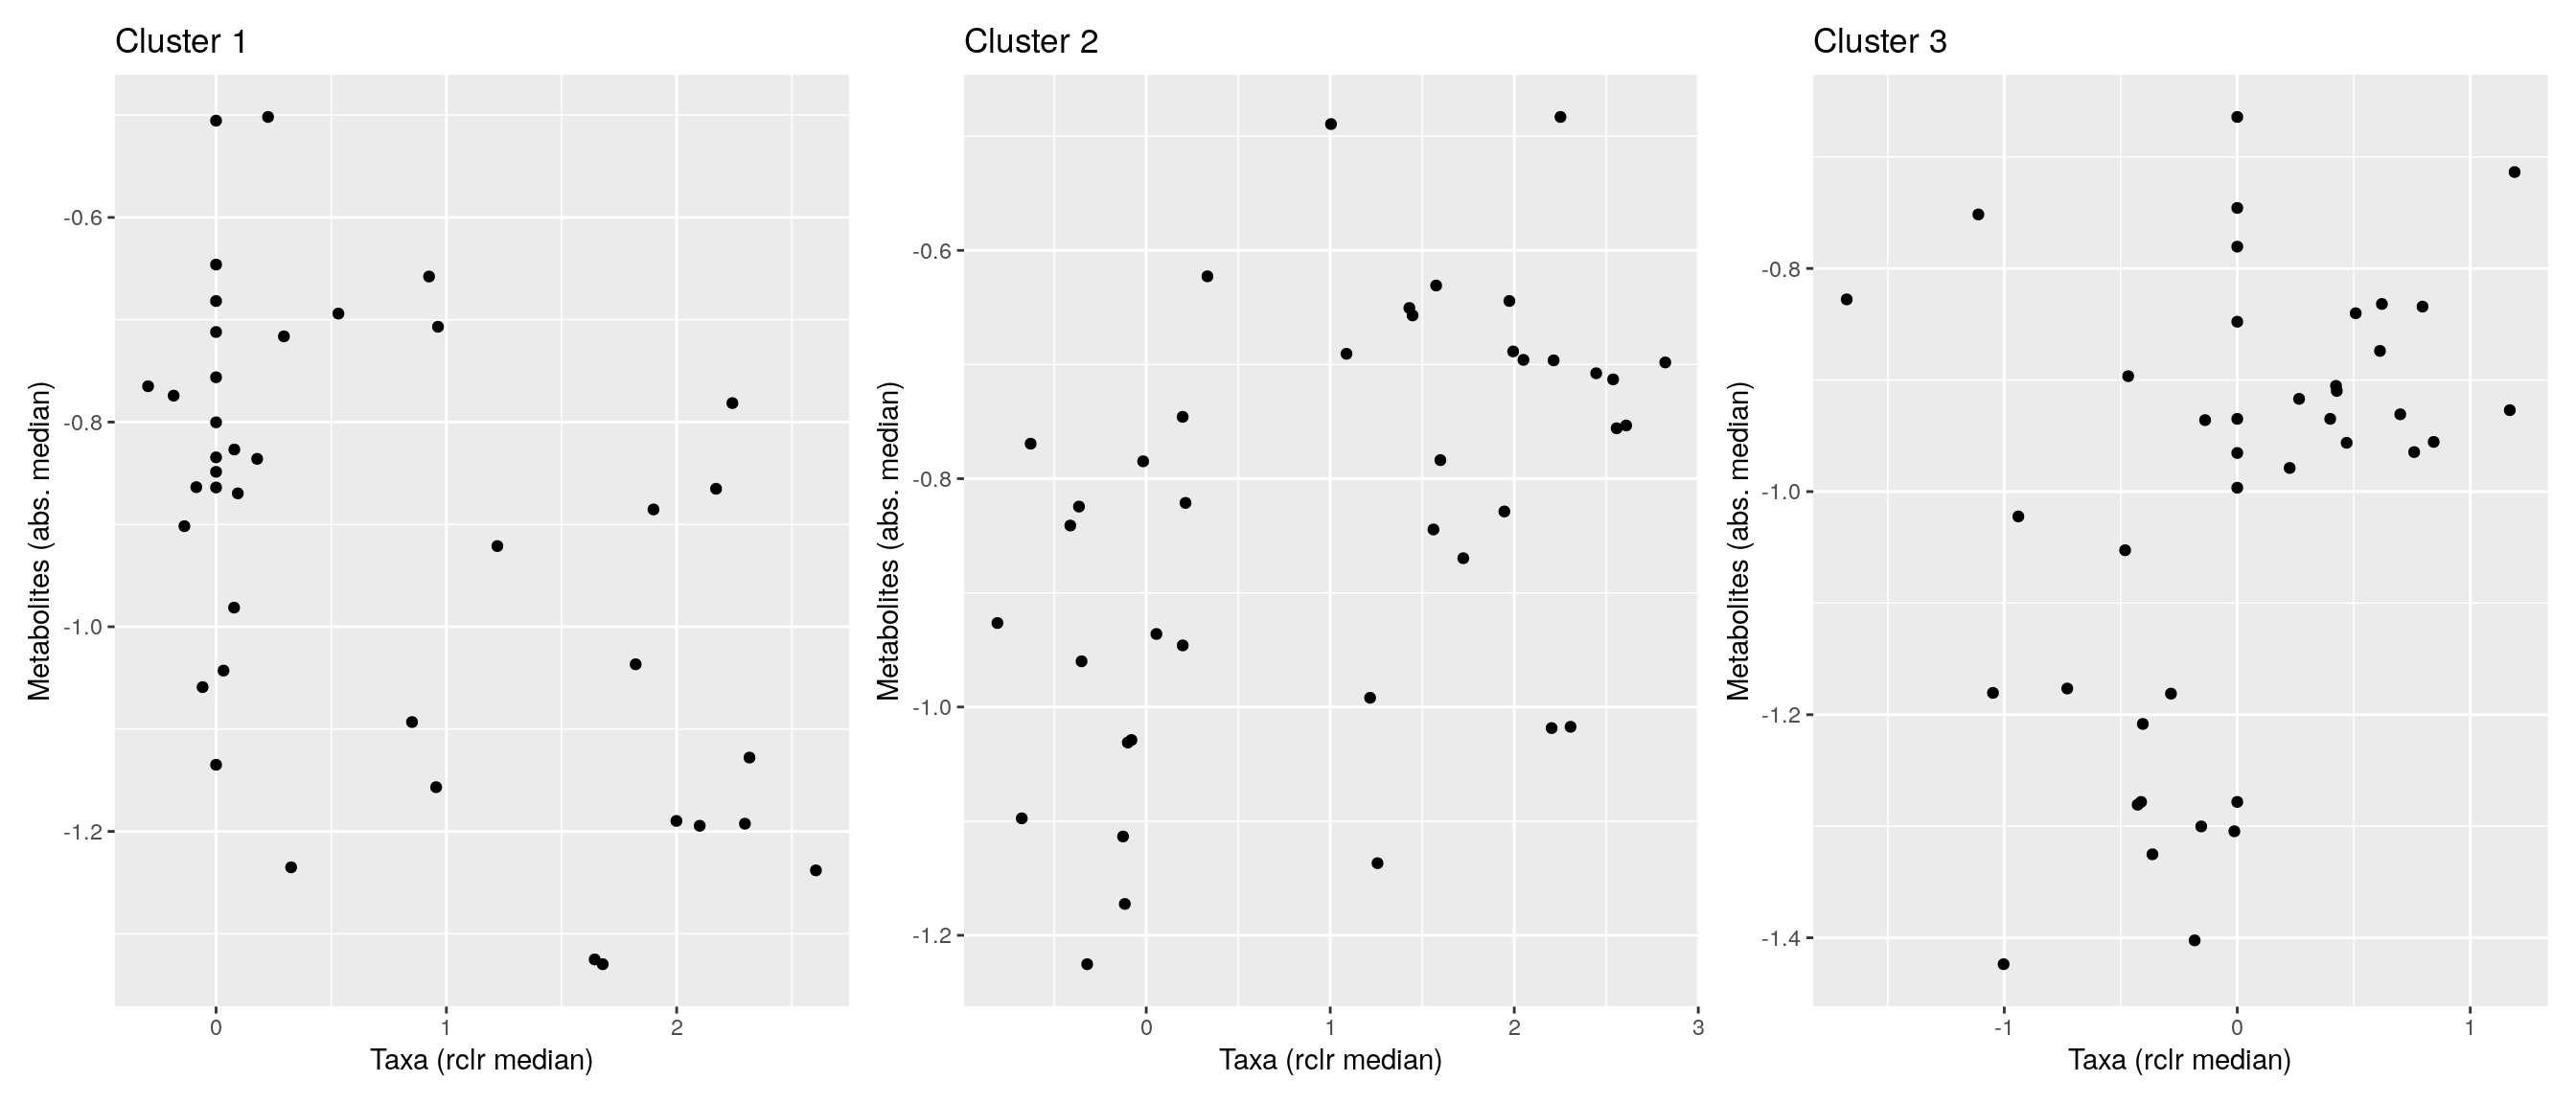 Cluster 1
Metabolites (abs. median)
-0.6
-0.8
-1.0
-1.2
0 1 2
Taxa (rclr median)
Cluster 2
Metabolites (abs. median)
-0.6
-0.8
-1.0
-1.2
0 1 2 3
Taxa (rclr median)
Cluster 3
Metabolites (abs. median)
-0.8
-1.0
-1.2
-1.4
-1 0 1
Taxa (rclr median)